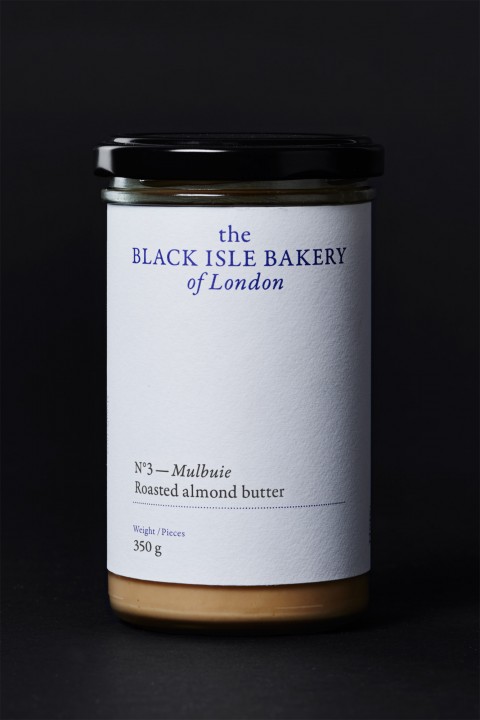 the
BLACK ISLE BAKERY
of London
N°3 — Mulbuie
Roasted almond butter
Weight / Pieces
350 g